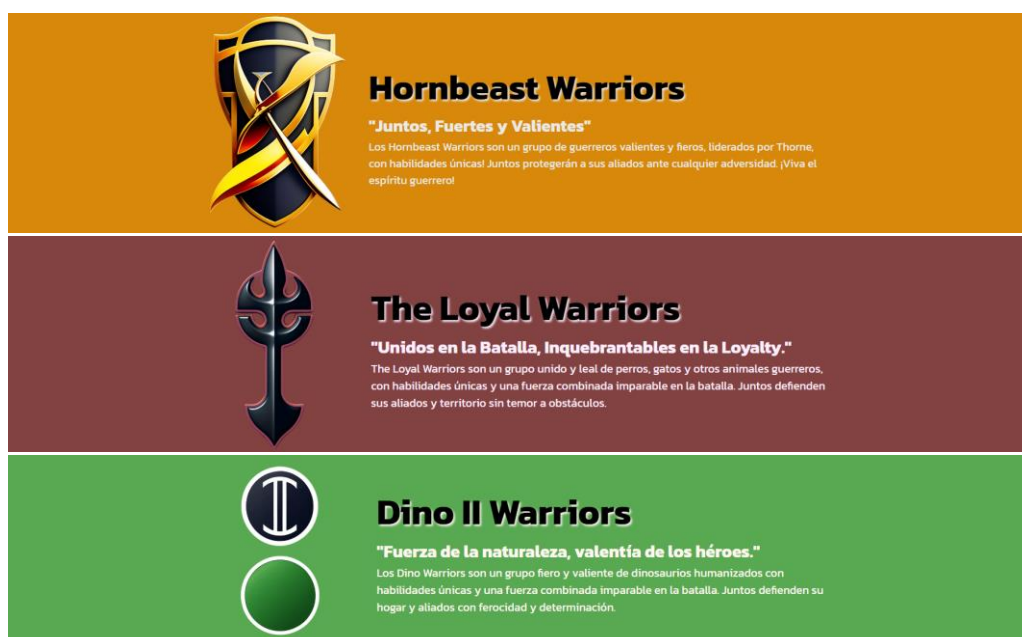 Hornbeast Warriors
"Juntos, Fuertes y Valientes"
Los Hornbeast Warriors son un grupo de guerreros valientes y fieros, liderados por Thorne,
con habilidades únicas! Juntos protegerán a sus aliados ante cualquier adversidad. ¡Viva el
espíritu guerrero!
The Loyal Warriors
"Unidos en la Batalla, Inquebrantables en la Loyalty."
The Loyal Warriors son un grupo unido y leal de perros, gatos y otros animales guerreros,
con habilidades únicas y una fuerza combinada imparable en la batalla. Juntos defienden
sus aliados y territorio sin temor a obstáculos.
II
Dino II Warriors
"Fuerza de la naturaleza, valentía de los héroes."
Los Dino Warriors son un grupo fiero y valiente de dinosaurios humanizados con
habilidades únicas y una fuerza combinada imparable en la batalla. Juntos defienden su
hogar y aliados con ferocidad y determinación.